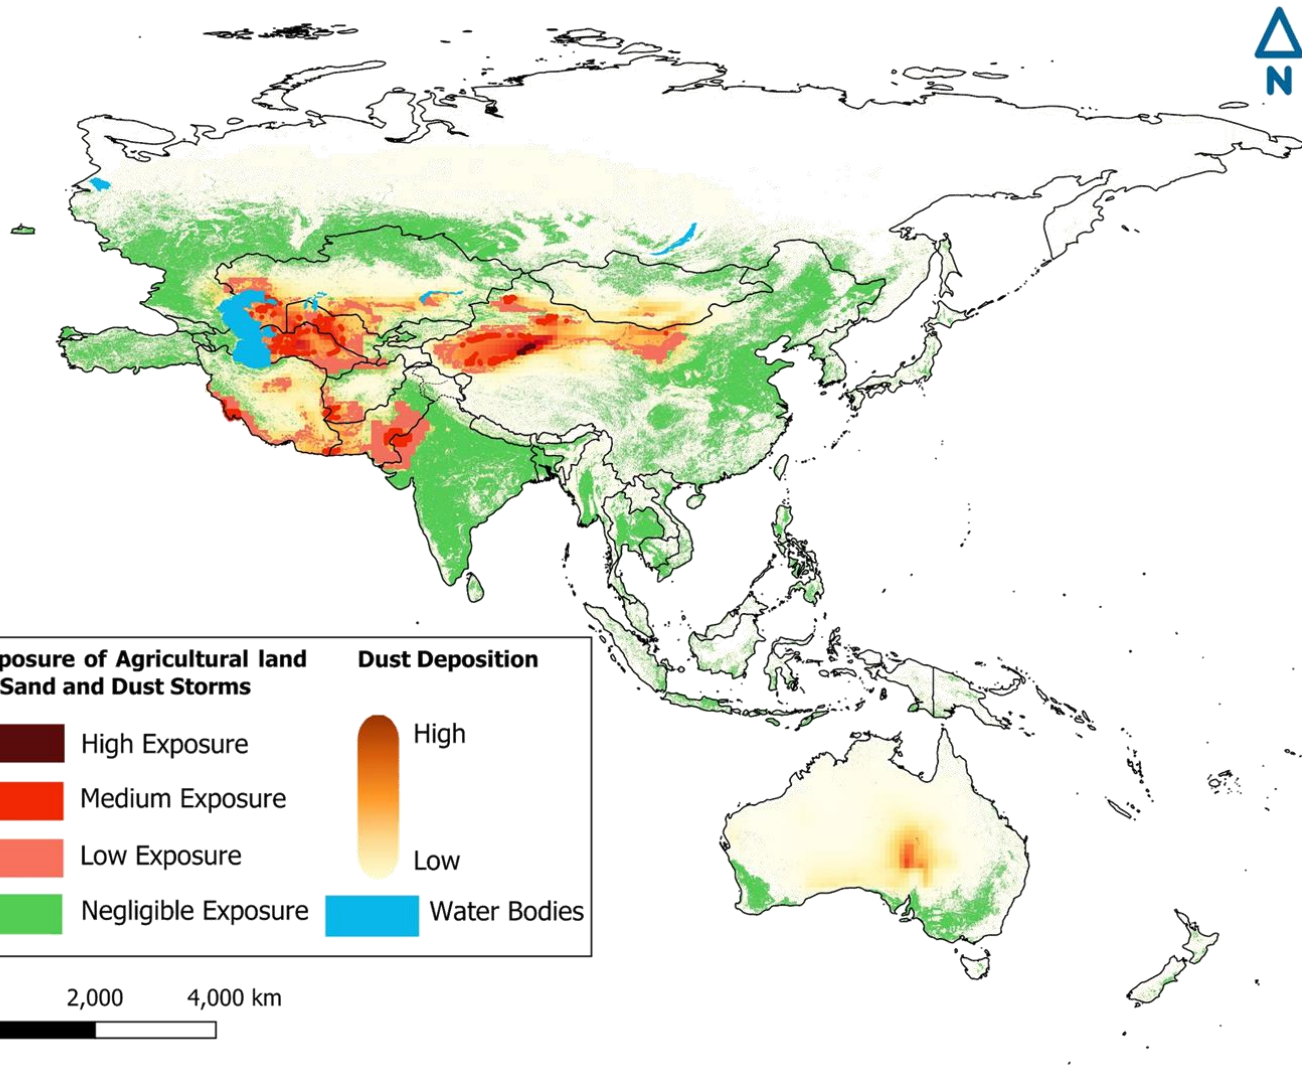 N
posure of Agricultural land
Sand and Dust Storms
High Exposure
Medium Exposure
Low Exposure
Negligible Exposure
Dust Deposition
High
Low
Water Bodies
2,000 4,000 km